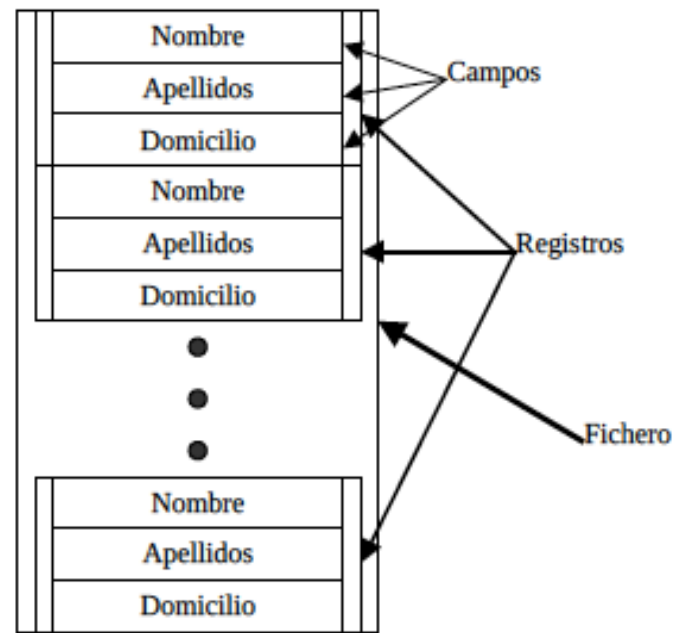 Nombre
Campos
Apellidos
Domicilio
Nombre
Apellidos
Registros
Domicilio
Fichero
Nombre
Apellidos
Domicilio